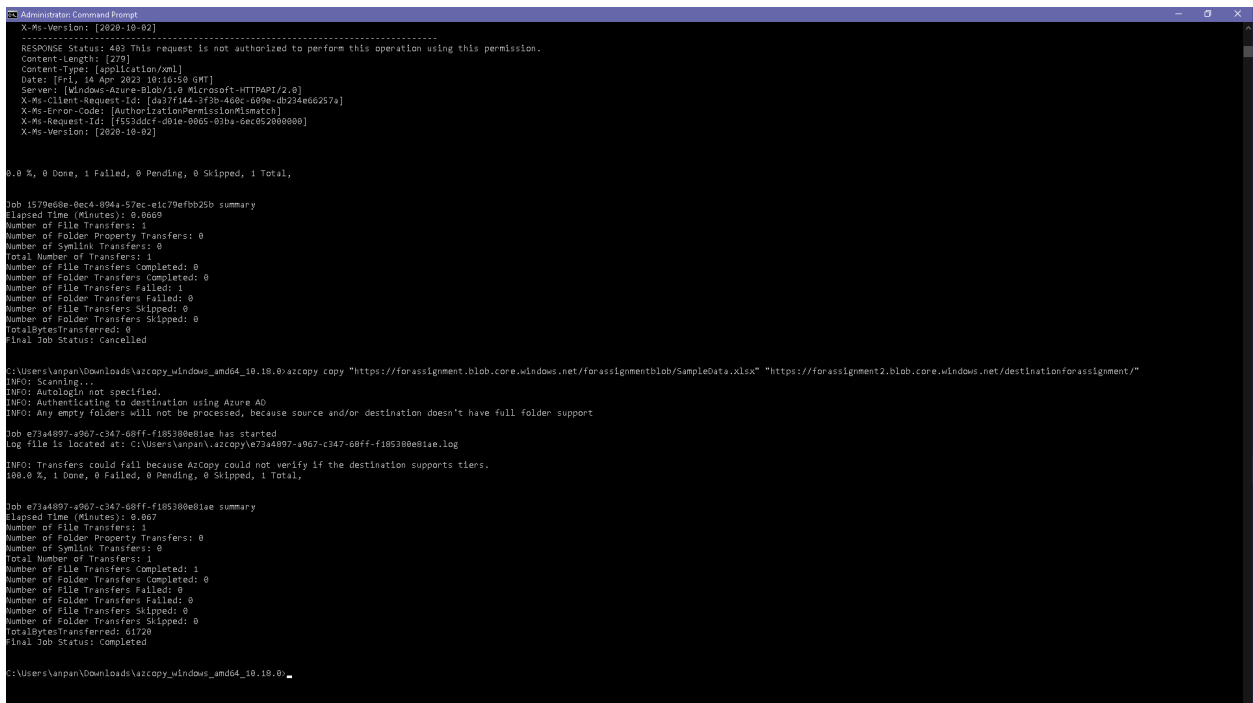 Administrator: Command Prompt
X-Ms-Version: [2020-10-02]
--------------------------------------------------------------------------------
RESPONSE Status: 403 This request is not authorized to perform this operation using this permission.
Content-Length: [279]
Content-Type: [application/xml]
Date: [Fri, 14 Apr 2023 10:16:50 GMT]
Server: [Windows-Azure-Blob/1.0 Microsoft-HTTPAPI/2.0]
X-Ms-Client-Request-Id: [da37f144-3f3b-460c-609e-db234e66257a]
X-Ms-Error-Code: [AuthorizationPermissionMismatch]
X-Ms-Request-Id: [f553ddcf-d01e-0065-03ba-6ec052000000]
X-Ms-Version: [2020-10-02]
0.0 %, 0 Done, 1 Failed, 0 Pending, 0 Skipped, 1 Total,
Job 1579e68e-0ec4-894a-57ec-e1c79efbb25b summary
Elapsed Time (Minutes): 0.0669
Number of File Transfers: 1
Number of Folder Property Transfers: 0
Number of Symlink Transfers: 0
Total Number of Transfers: 1
Number of File Transfers Completed: 0
Number of Folder Transfers Completed: 0
Number of File Transfers Failed: 1
Number of Folder Transfers Failed: 0
Number of File Transfers Skipped: 0
Number of Folder Transfers Skipped: 0
TotalBytesTransferred: 0
Final Job Status: Cancelled
C:\Users\anpan\Downloads\azcopy_windows_amd64_10.18.0>azcopy copy "https://forassignment.blob.core.windows.net/forassignmentblob/SampleData.xlsx" "https://forassignment2.blob.core.windows.net/destinationforassignment/"
INFO: Scanning...
INFO: Autologin not specified.
INFO: Authenticating to destination using Azure AD
INFO: Any empty folders will not be processed, because source and/or destination doesn't have full folder support
Job e73a4897-a967-c347-68ff-f185380e81ae has started
Log file is located at: C:\Users\anpan\.azcopy\e73a4897-a967-c347-68ff-f185380e81ae.log
INFO: Transfers could fail because AzCopy could not verify if the destination supports tiers.
100.0 %, 1 Done, 0 Failed, 0 Pending, 0 Skipped, 1 Total,
Job e73a4897-a967-c347-68ff-f185380e81ae summary
Elapsed Time (Minutes): 0.067
Number of File Transfers: 1
Number of Folder Property Transfers: 0
Number of Symlink Transfers: 0
Total Number of Transfers: 1
Number of File Transfers Completed: 1
Number of Folder Transfers Completed: 0
Number of File Transfers Failed: 0
Number of Folder Transfers Failed: 0
Number of File Transfers Skipped: 0
Number of Folder Transfers Skipped: 0
TotalBytesTransferred: 61720
Final Job Status: Completed
C:\Users\anpan\Downloads\azcopy_windows_amd64_10.18.0>